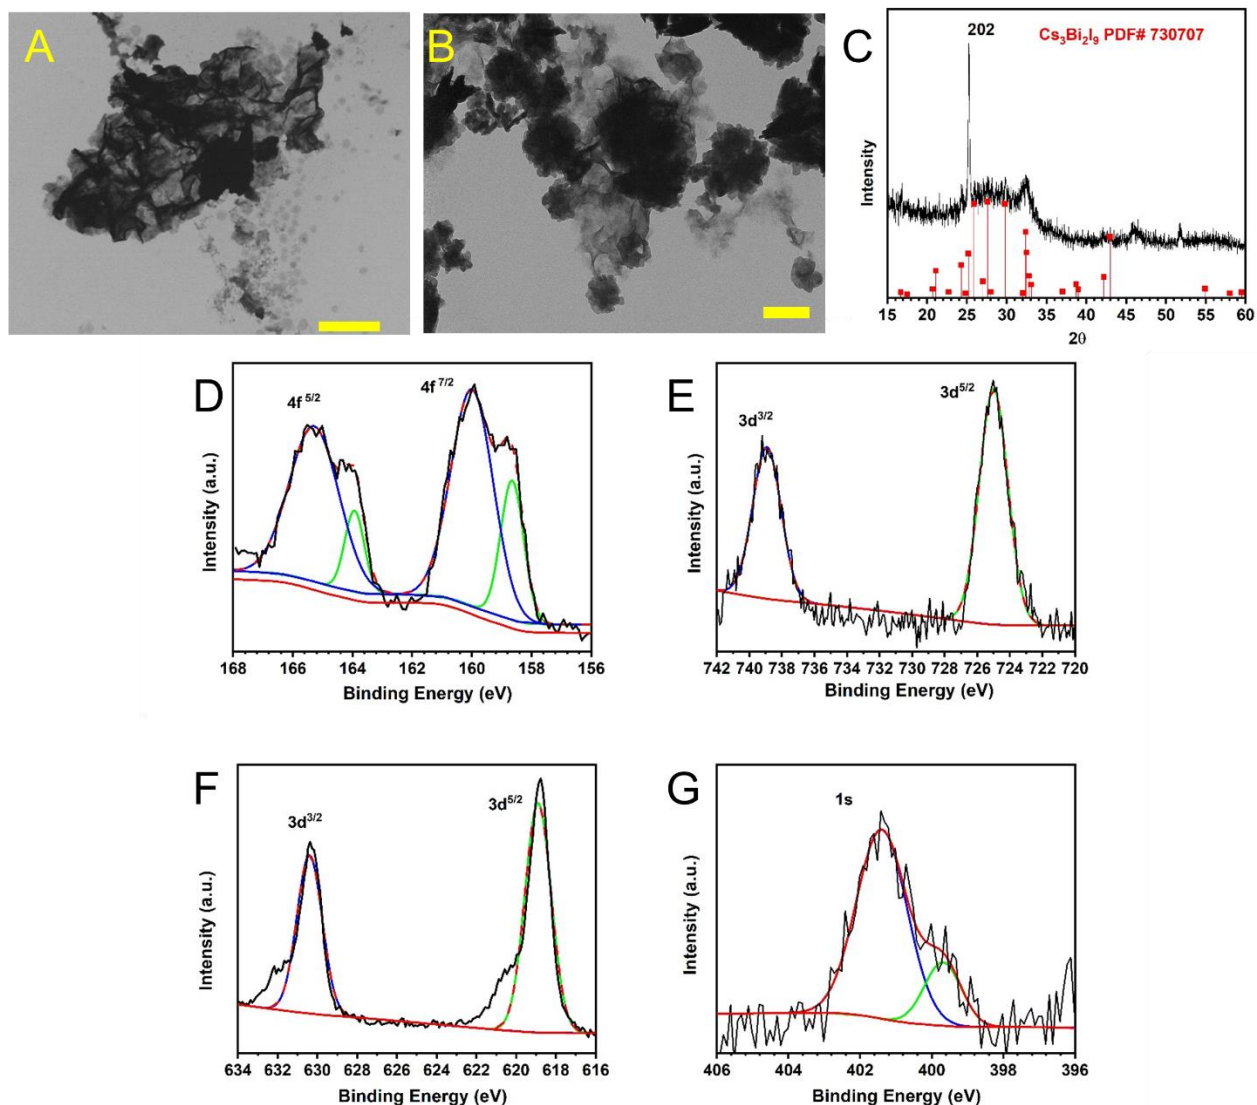 A
B
C
202
Cs₃Bi₂I₉ PDF# 730707
Intensity
15 20 25 30 35 40 45 50 55 60
2θ
D
4f 5/2
4f 7/2
Intensity (a.u.)
168 166 164 162 160 158 156
Binding Energy (eV)
E
3d3/2
3d5/2
Intensity (a.u.)
742 740 738 736 734 732 730 728 726 724 722 720
Binding Energy (eV)
F
3d3/2
3d5/2
Intensity (a.u.)
634 632 630 628 626 624 622 620 618 616
Binding Energy (eV)
G
1s
Intensity (a.u.)
406 404 402 400 398 396
Binding Energy (eV)